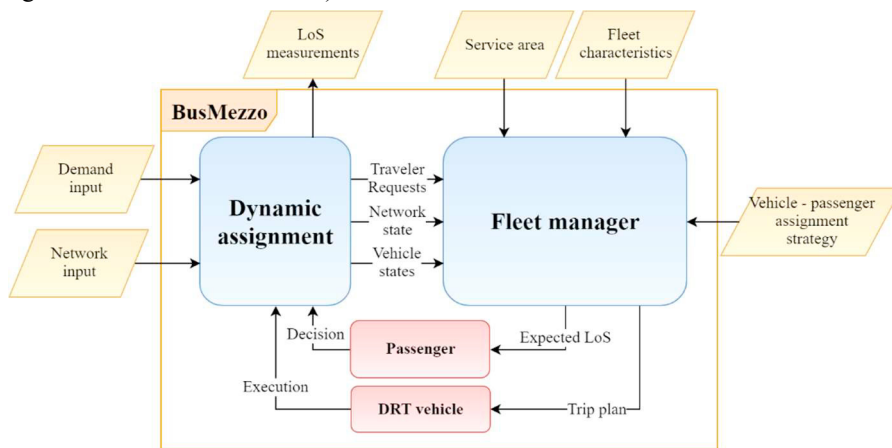 LoS
measurements
Service area
Fleet
characteristics
BusMezzo
Demand
input
Network
input
Dynamic
assignment
Traveler
Requests
Network
state
Vehicle
states
Fleet manager
Vehicle - passenger
assignment
strategy
Decision
Passenger
Expected LoS
Execution
DRT vehicle
Trip plan